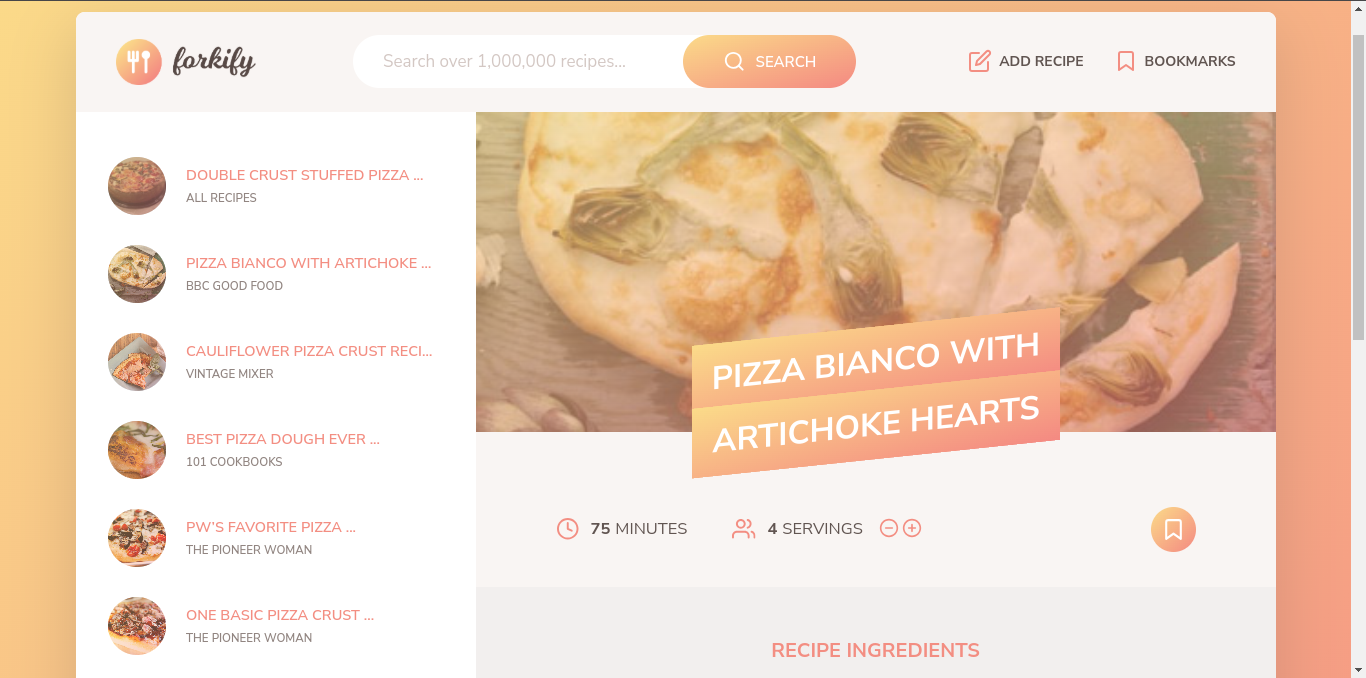 forkify
Search over 1,000,000 recipes...
SEARCH
ADD RECIPE
BOOKMARKS
DOUBLE CRUST STUFFED PIZZA ...
ALL RECIPES
PIZZA BIANCO WITH ARTICHOKE ...
BBC GOOD FOOD
CAULIFLOWER PIZZA CRUST RECI...
VINTAGE MIXER
BEST PIZZA DOUGH EVER ...
101 COOKBOOKS
PW'S FAVORITE PIZZA ...
THE PIONEER WOMAN
ONE BASIC PIZZA CRUST ...
THE PIONEER WOMAN
PIZZA BIANCO WITH
ARTICHOKE HEARTS
75 MINUTES
4 SERVINGS
RECIPE INGREDIENTS